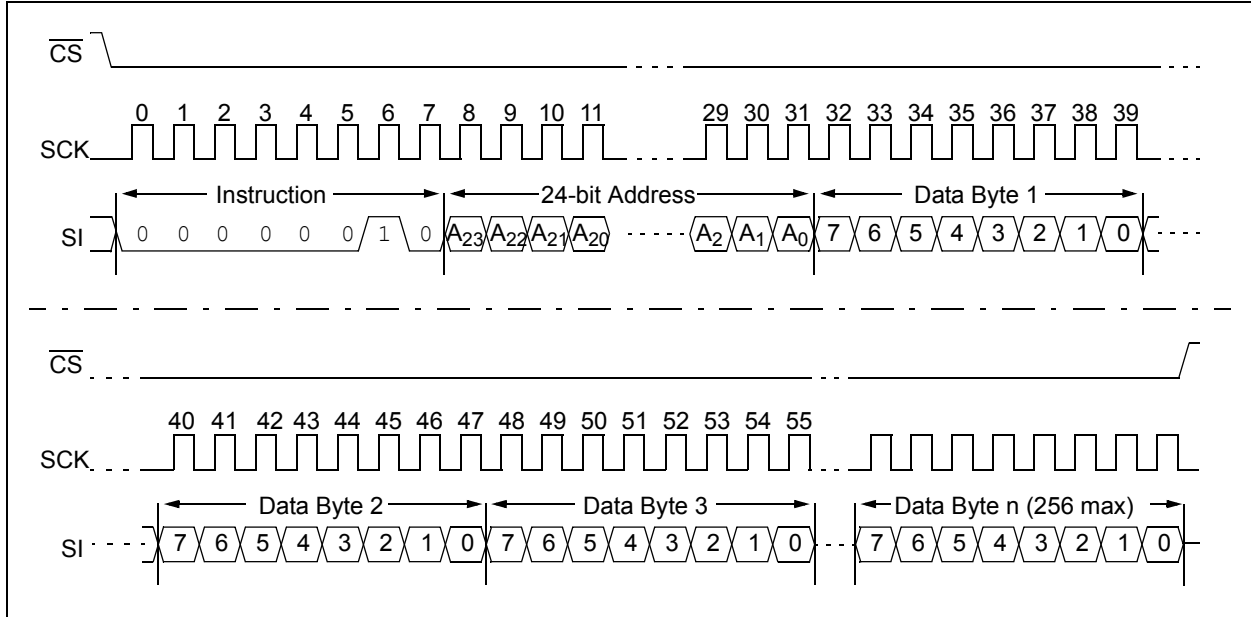 CS
0 1 2 3 4 5 6 7 8 9 10 11 29 30 31 32 33 34 35 36 37 38 39
SCK
Instruction 24-bit Address Data Byte 1
SI 0 0 0 0 0 0 1 0 A23 A22 A21 A20 A2 A1 A0 7 6 5 4 3 2 1 0
CS
40 41 42 43 44 45 46 47 48 49 50 51 52 53 54 55
SCK
Data Byte 2 Data Byte 3 Data Byte n (256 max)
SI 7 6 5 4 3 2 1 0 7 6 5 4 3 2 1 0 7 6 5 4 3 2 1 0